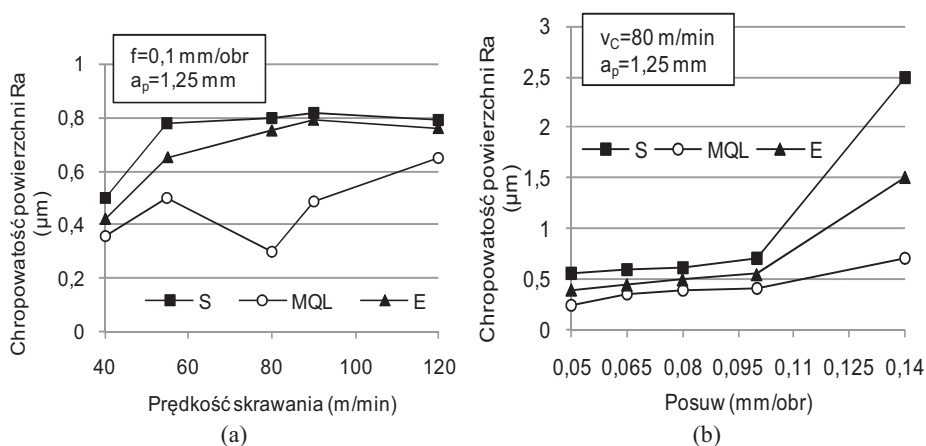 Chropowatość powierzchni Ra
(µm)
f=0,1 mm/obr
ap=1,25 mm
1
0,8
0,6
0,4
0,2
0
S MQL E
40 60 80 100 120
Prędkość skrawania (m/min)
(a)
Chropowatość powierzchni Ra
(µm)
vC=80 m/min
ap=1,25 mm
3
2,5
2
1,5
1
0,5
0
S MQL E
0,05 0,065 0,08 0,095 0,11 0,125 0,14
Posuw (mm/obr)
(b)